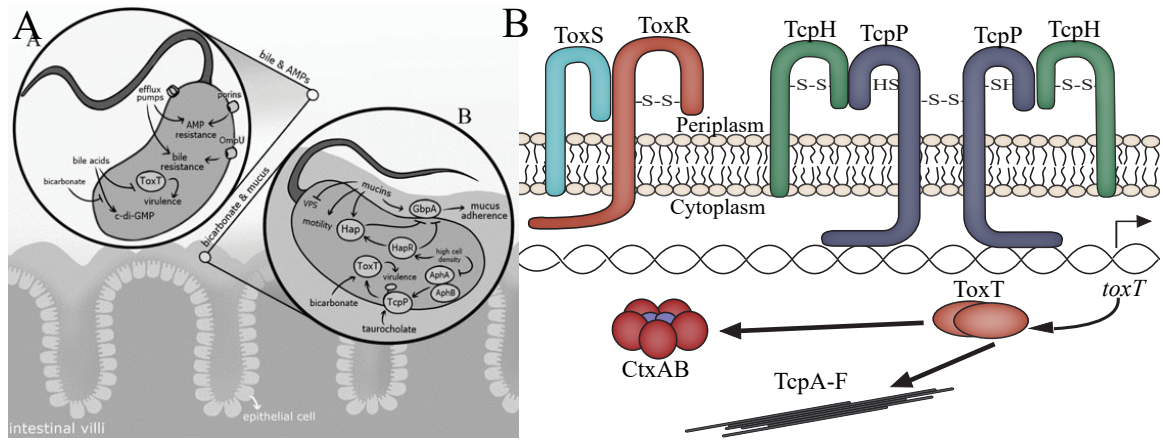 A
A
bile & AMPs
efflux
pumps
porins
AMP
resistance
OmpU
bile
resistance
bile acids
bicarbonate
ToxT
virulence
c-di-GMP
bicarbonate & mucus
B
mucins
VPS
GbpA
mucus
adherence
motility
Hap
HapR
high cell
density
ToxT
virulence
AphA
AphB
bicarbonate
TcpP
taurocholate
epithelial cell
intestinal villi
B
ToxS
ToxR
TcpH
TcpP
TcpP
TcpH
-S-S-
-S-S-
HS
-S-S-
-SH
-S-S-
Periplasm
Cytoplasm
toxT
ToxT
CtxAB
TcpA-F